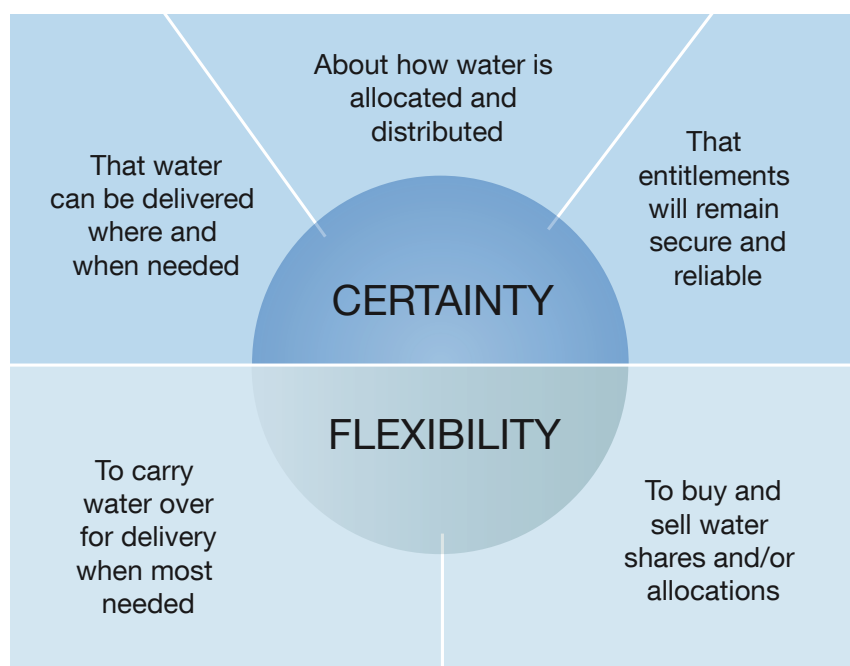 About how water is
allocated and
distributed
That water
can be delivered
where and
when needed
That
entitlements
will remain
secure and
reliable
CERTAINTY
FLEXIBILITY
To carry
water over
for delivery
when most
needed
To buy and
sell water
shares and/or
allocations